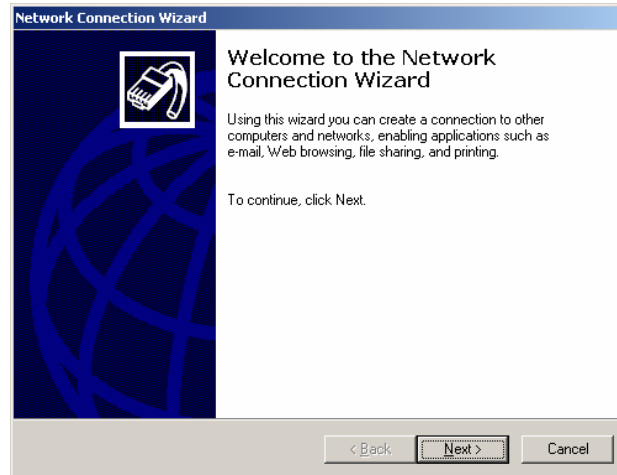 Network Connection Wizard
Welcome to the Network
Connection Wizard
Using this wizard you can create a connection to other
computers and networks, enabling applications such as
e-mail, Web browsing, file sharing, and printing.
To continue, click Next.
< Back Next > Cancel